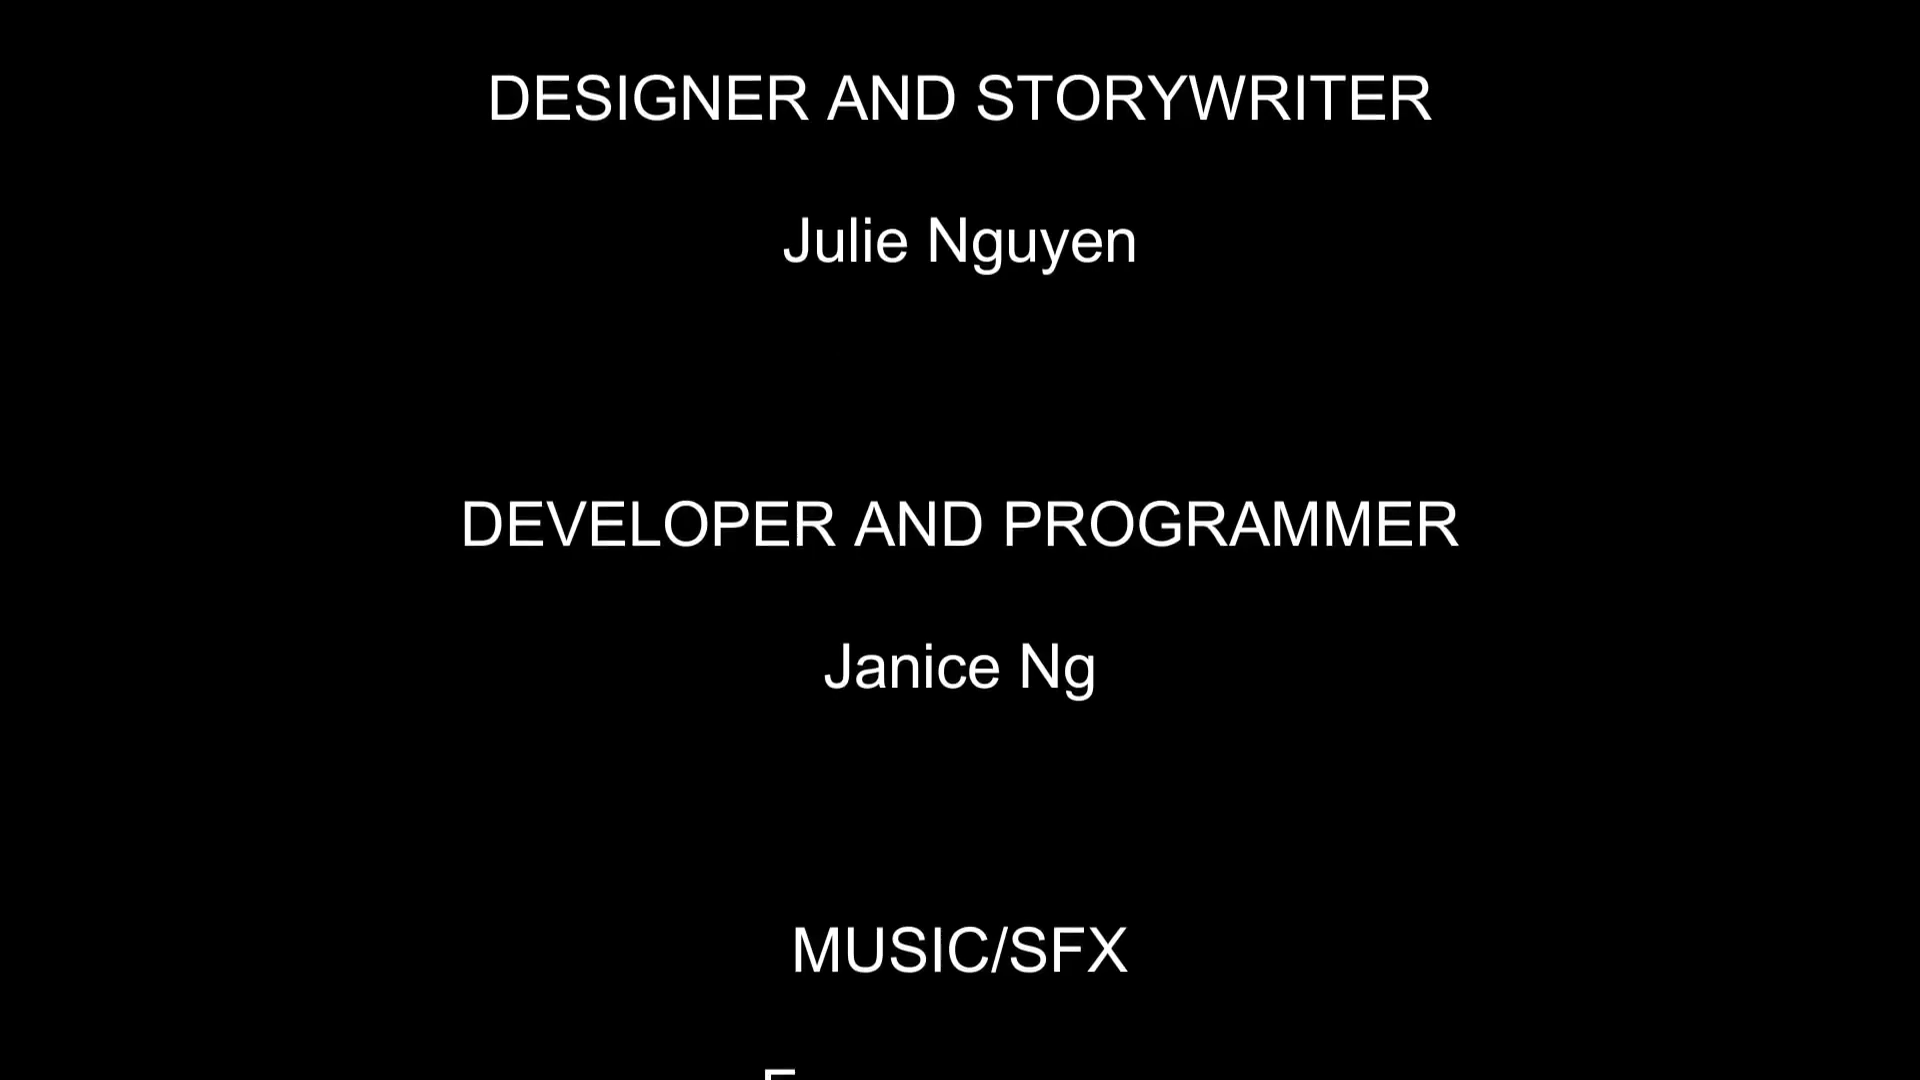 DESIGNER AND STORYWRITER
Julie Nguyen
DEVELOPER AND PROGRAMMER
Janice Ng
MUSIC/SFX